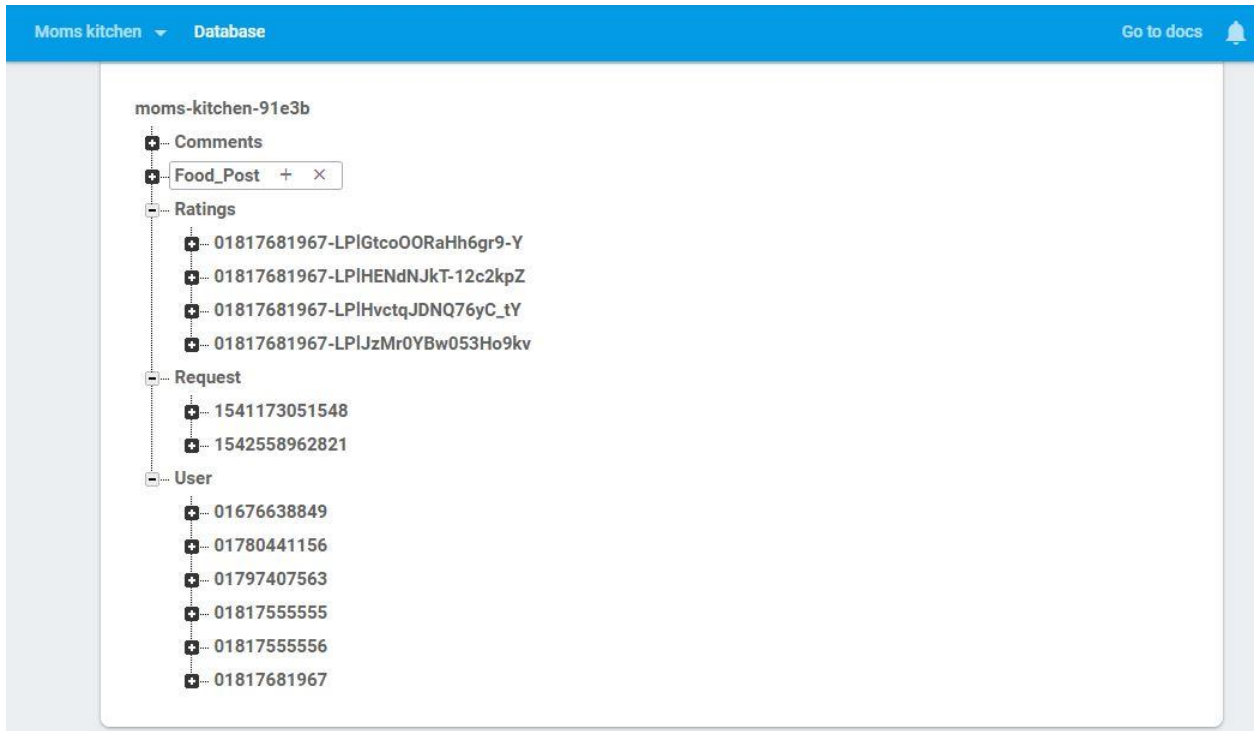 Moms kitchen Database Go to docs
moms-kitchen-91e3b
Comments
Food_Post + ×
Ratings
01817681967-LPlGtcoOORaHh6gr9-Y
01817681967-LPlHENdNJkT-12c2kpZ
01817681967-LPlHvctqJDNQ76yC_tY
01817681967-LPlJzMr0YBw053Ho9kv
Request
1541173051548
1542558962821
User
01676638849
01780441156
01797407563
01817555555
01817555556
01817681967